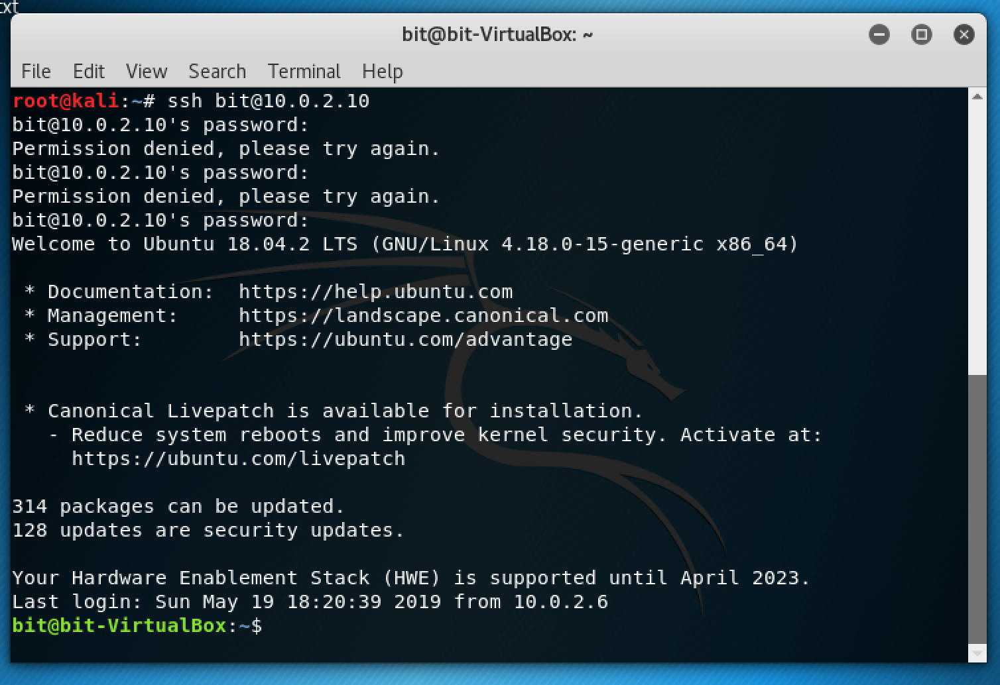 txt
bit@bit-VirtualBox: ~
File Edit View Search Terminal Help
root@kali:~# ssh bit@10.0.2.10
bit@10.0.2.10's password:
Permission denied, please try again.
bit@10.0.2.10's password:
Permission denied, please try again.
bit@10.0.2.10's password:
Welcome to Ubuntu 18.04.2 LTS (GNU/Linux 4.18.0-15-generic x86_64)
 * Documentation:  https://help.ubuntu.com
 * Management:     https://landscape.canonical.com
 * Support:        https://ubuntu.com/advantage
 * Canonical Livepatch is available for installation.
   - Reduce system reboots and improve kernel security. Activate at:
     https://ubuntu.com/livepatch
314 packages can be updated.
128 updates are security updates.
Your Hardware Enablement Stack (HWE) is supported until April 2023.
Last login: Sun May 19 18:20:39 2019 from 10.0.2.6
bit@bit-VirtualBox:~$